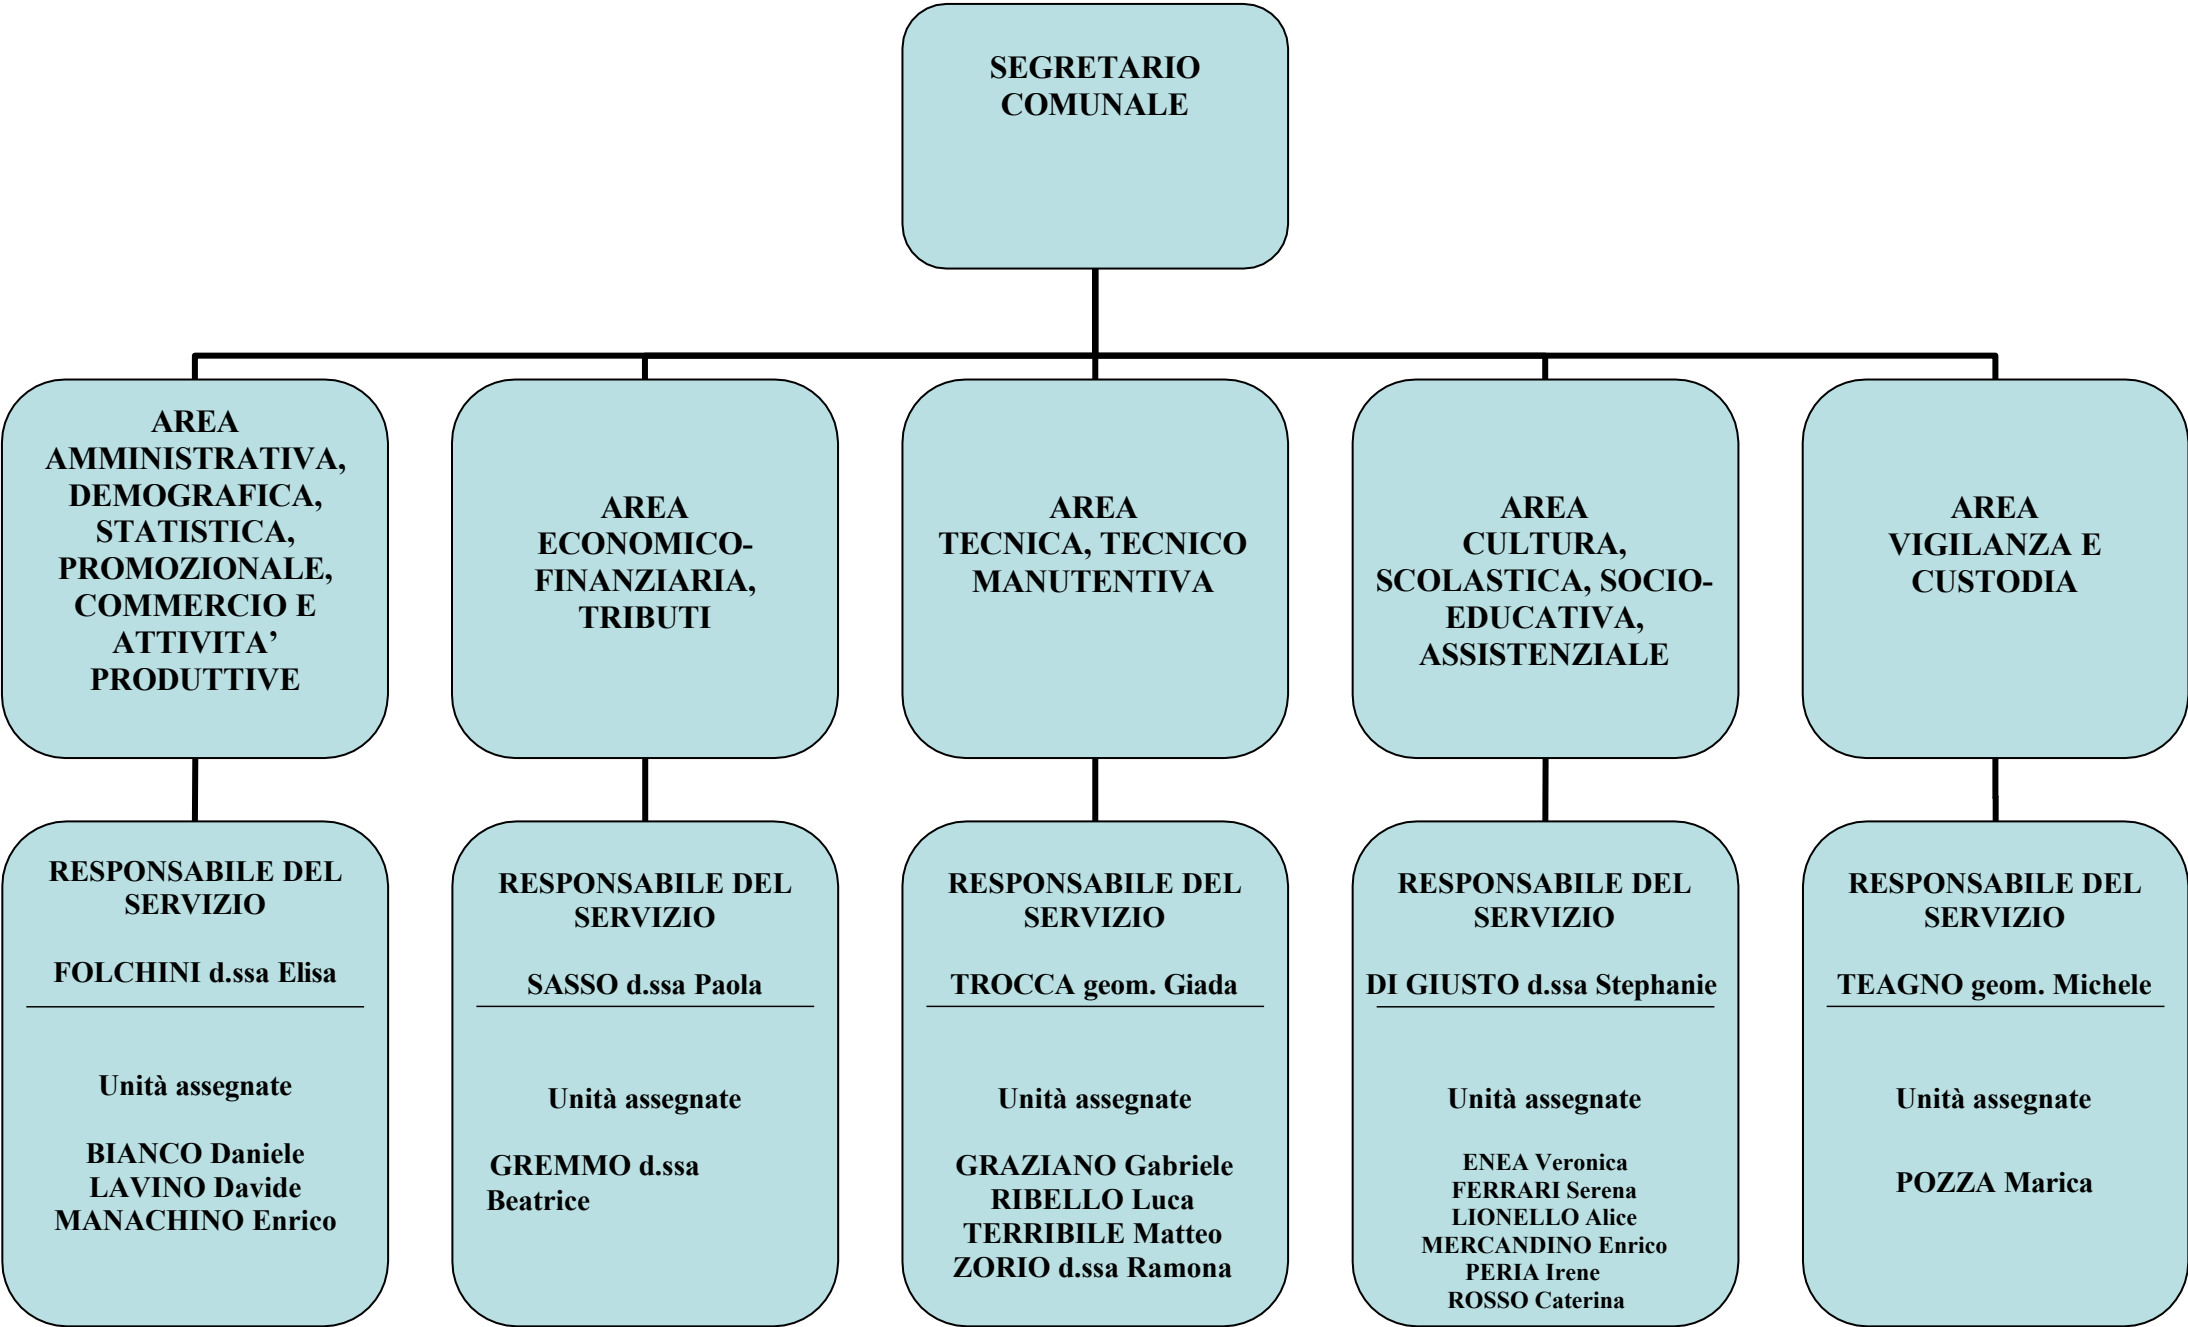 SEGRETARIO
COMUNALE
AREA
AMMINISTRATIVA,
DEMOGRAFICA,
STATISTICA,
PROMOZIONALE,
COMMERCIO E
ATTIVITA’
PRODUTTIVE
AREA
ECONOMICO-
FINANZIARIA,
TRIBUTI
AREA
TECNICA, TECNICO
MANUTENTIVA
AREA
CULTURA,
SCOLASTICA, SOCIO-
EDUCATIVA,
ASSISTENZIALE
AREA
VIGILANZA E
CUSTODIA
RESPONSABILE DEL
SERVIZIO
FOLCHINI d.ssa Elisa
Unità assegnate
BIANCO Daniele
LAVINO Davide
MANACHINO Enrico
RESPONSABILE DEL
SERVIZIO
SASSO d.ssa Paola
Unità assegnate
GREMMO d.ssa
Beatrice
RESPONSABILE DEL
SERVIZIO
TROCCA geom. Giada
Unità assegnate
GRAZIANO Gabriele
RIBELLO Luca
TERRIBILE Matteo
ZORIO d.ssa Ramona
RESPONSABILE DEL
SERVIZIO
DI GIUSTO d.ssa Stephanie
Unità assegnate
ENEA Veronica
FERRARI Serena
LIONELLO Alice
MERCANDINO Enrico
PERIA Irene
ROSSO Caterina
RESPONSABILE DEL
SERVIZIO
TEAGNO geom. Michele
Unità assegnate
POZZA Marica